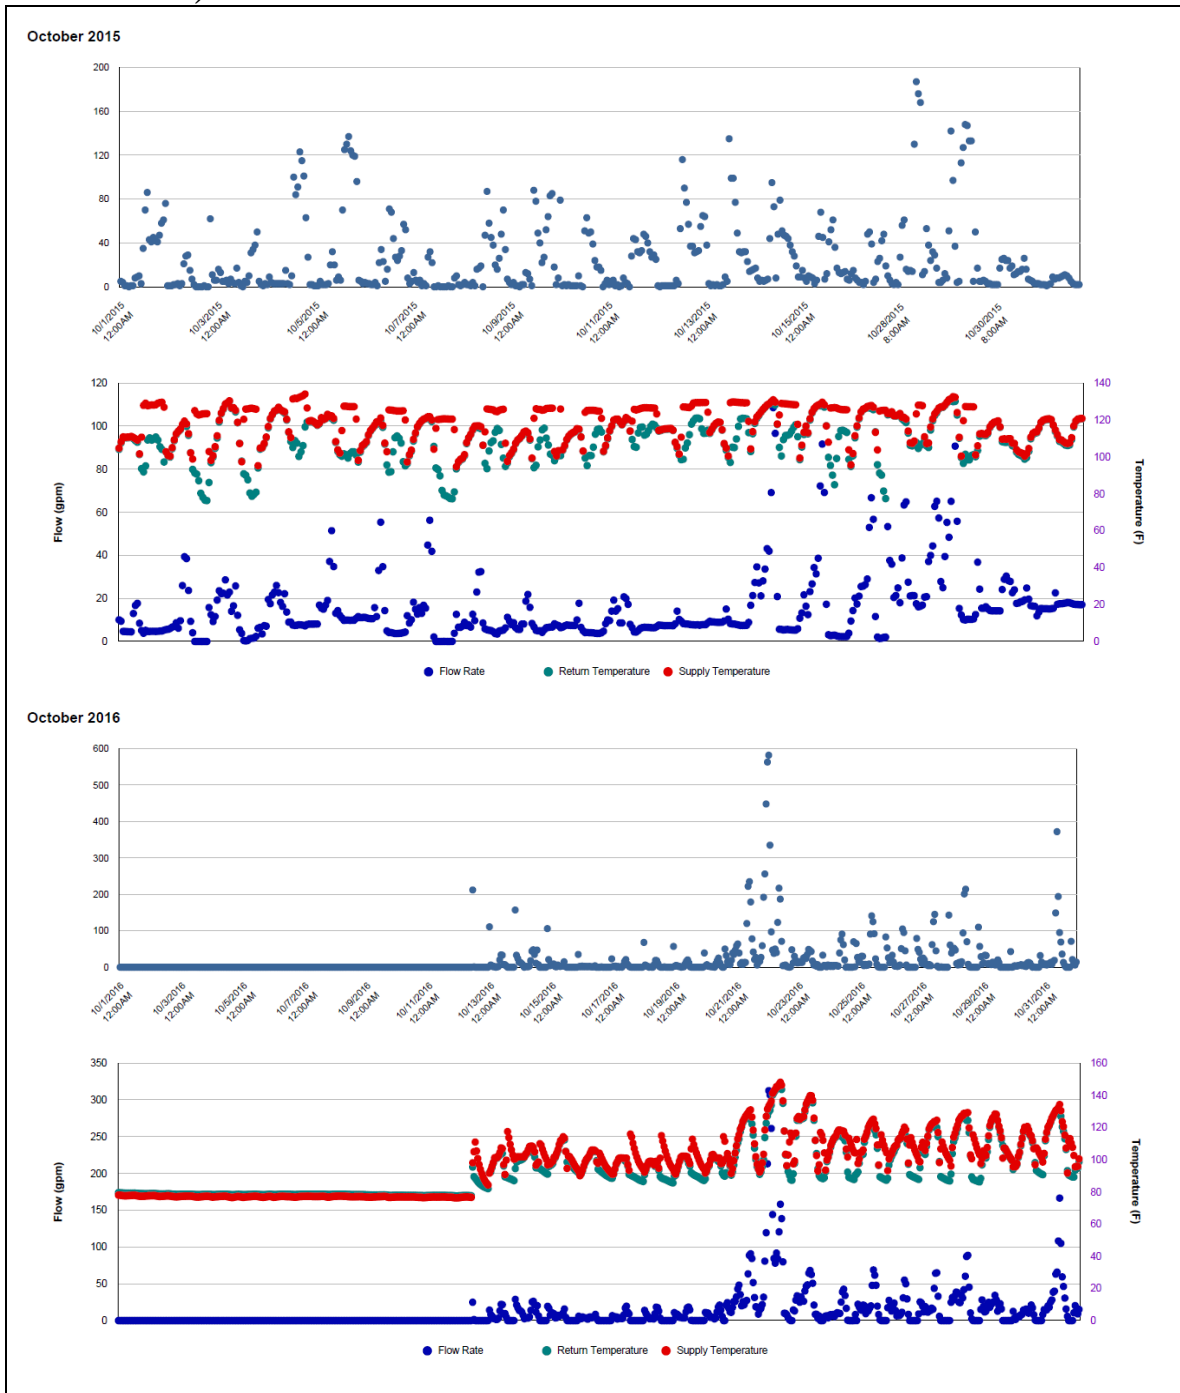 October 2015
200
160
120
80
40
0
10/1/2015 12:00AM
10/3/2015 12:00AM
10/5/2015 12:00AM
10/7/2015 12:00AM
10/9/2015 12:00AM
10/11/2015 12:00AM
10/13/2015 12:00AM
10/15/2015 12:00AM
10/28/2015 8:00AM
10/30/2015 8:00AM
120
100
80
60
40
20
0
Flow (gpm)
140
120
100
80
60
40
20
0
Temperature (F)
Flow Rate Return Temperature Supply Temperature
October 2016
600
500
400
300
200
100
0
10/1/2016 12:00AM
10/3/2016 12:00AM
10/5/2016 12:00AM
10/7/2016 12:00AM
10/9/2016 12:00AM
10/11/2016 12:00AM
10/13/2016 12:00AM
10/15/2016 12:00AM
10/17/2016 12:00AM
10/19/2016 12:00AM
10/21/2016 12:00AM
10/23/2016 12:00AM
10/25/2016 12:00AM
10/27/2016 12:00AM
10/29/2016 12:00AM
10/31/2016 12:00AM
350
300
250
200
150
100
50
0
Flow (gpm)
160
140
120
100
80
60
40
20
0
Temperature (F)
Flow Rate Return Temperature Supply Temperature